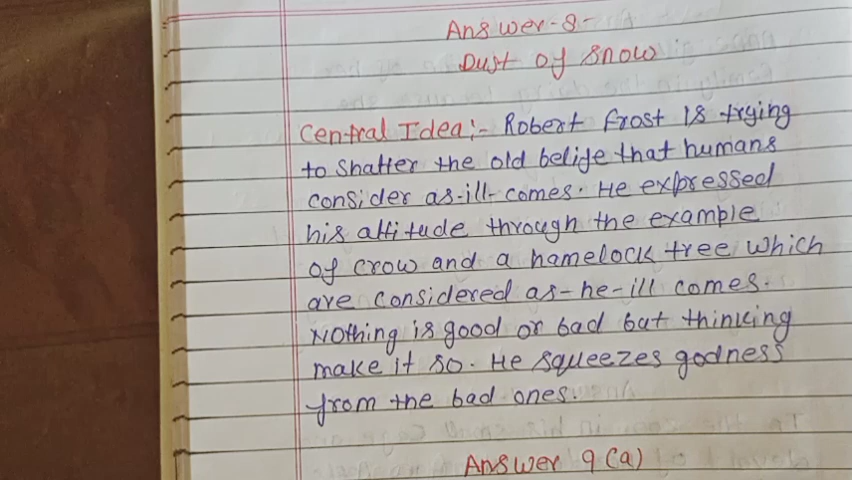 Answer-8-
Dust of snow
Central Idea:- Robert Frost is trying
to shatter the old belife that humans
consider as-ill-comes. He expressed
his attitude through the example
of crow and a hamelock tree which
are considered as-he-ill comes.
Nothing is good or bad but thinking
make it so. He squeezes godness
from the bad ones.
Answer 9 (a)